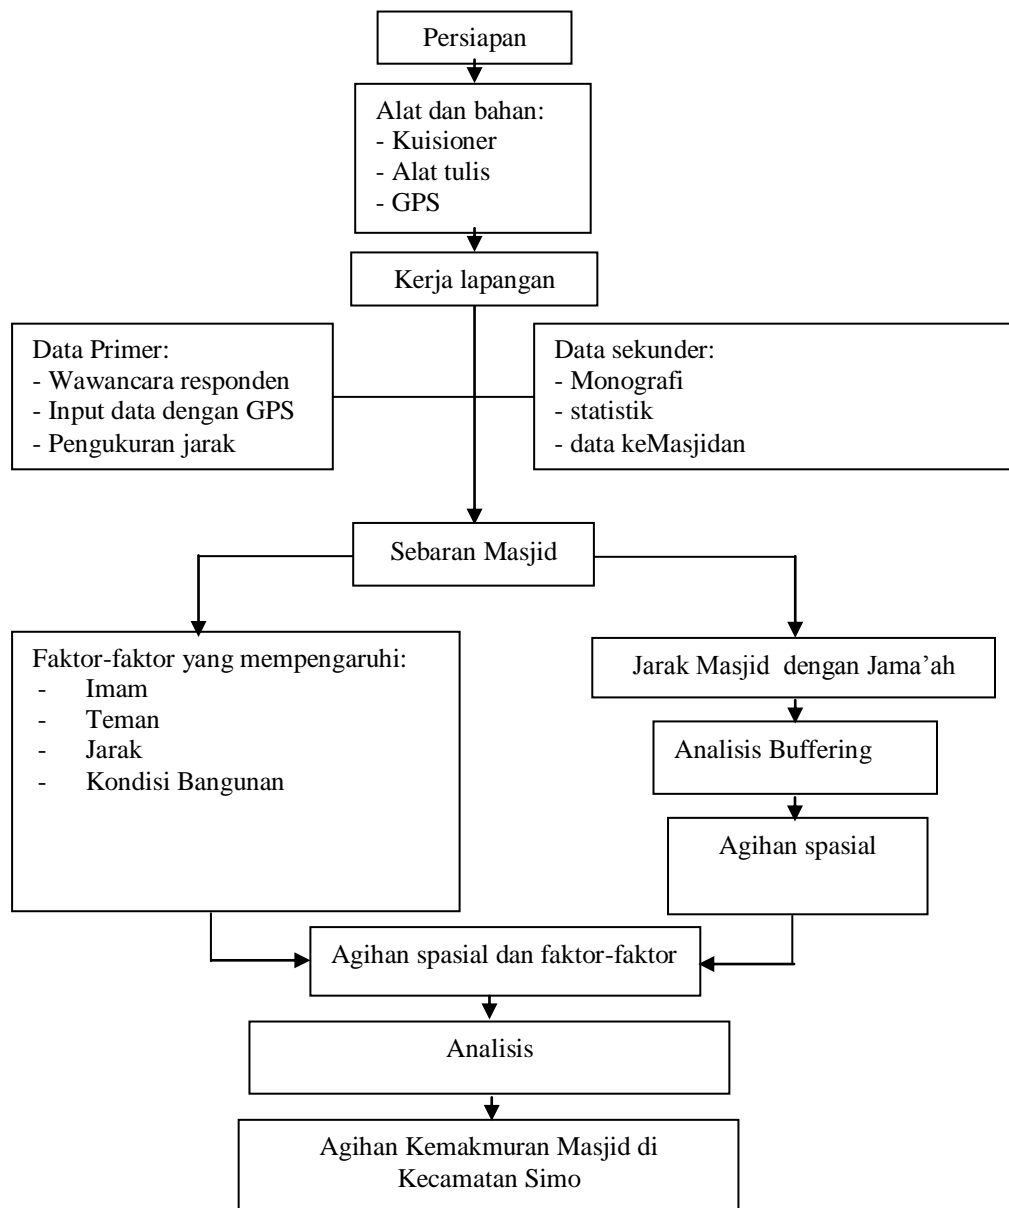 Persiapan
Alat dan bahan:
- Kuisioner
- Alat tulis
- GPS
Kerja lapangan
Data Primer:
- Wawancara responden
- Input data dengan GPS
- Pengukuran jarak
Data sekunder:
- Monografi
- statistik
- data keMasjidan
Sebaran Masjid
Faktor-faktor yang mempengaruhi:
- Imam
- Teman
- Jarak
- Kondisi Bangunan
Jarak Masjid  dengan Jama’ah
Analisis Buffering
Agihan spasial
Agihan spasial dan faktor-faktor
Analisis
Agihan Kemakmuran Masjid di
Kecamatan Simo